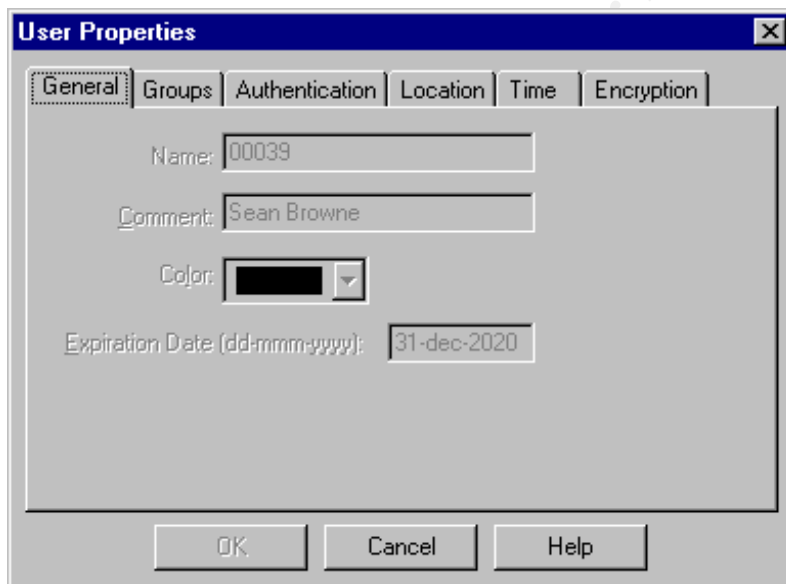 User Properties
General Groups Authentication Location Time Encryption
Name: 00039
Comment: Sean Browne
Color:
Expiration Date (dd-mmm-yyyy): 31-dec-2020
OK Cancel Help